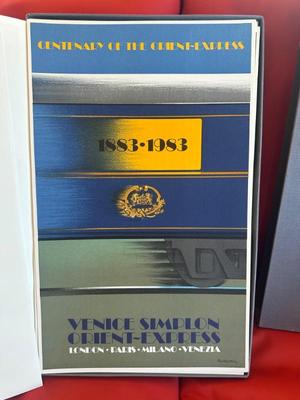 CENTENARY OF THE ORIENT-EXPRESS
1883·1983
VENICE SIMPLON
ORIENT-EXPRESS
LONDON · PARIS · MILANO · VENEZIA